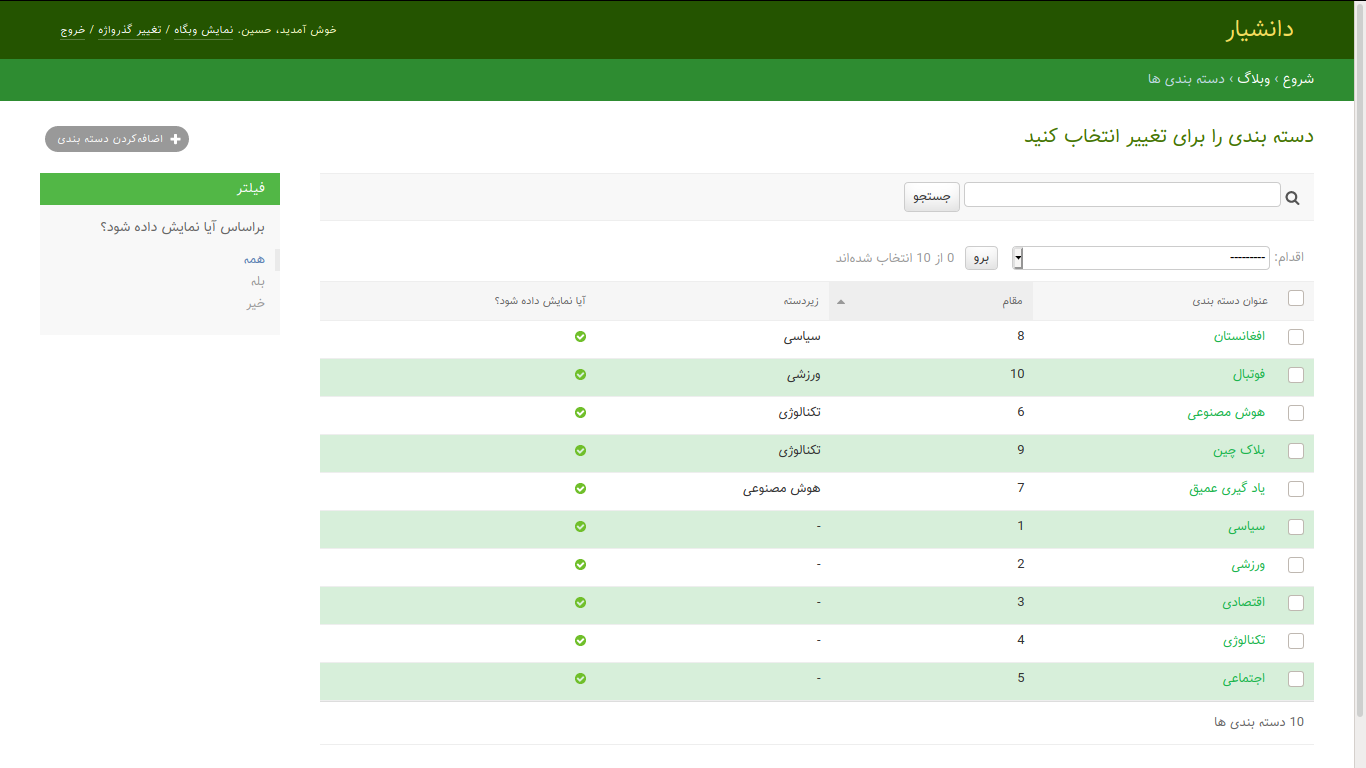 دانشیار
خوش آمدید، حسین. نمایش وبگاه / تغییر گذرواژه / خروج
شروع › وبلاگ › دسته بندی ها
دسته بندی را برای تغییر انتخاب کنید
اضافه‌کردن دسته بندی +
جستجو
اقدام: --------- برو 0 از 10 انتخاب شده‌اند
عنوان دسته بندی مقام زیردسته آیا نمایش داده شود؟
افغانستان 8 سیاسی
فوتبال 10 ورزشی
هوش مصنوعی 6 تکنالوژی
بلاک چین 9 تکنالوژی
یاد گیری عمیق 7 هوش مصنوعی
سیاسی 1 -
ورزشی 2 -
اقتصادی 3 -
تکنالوژی 4 -
اجتماعی 5 -
10 دسته بندی ها
فیلتر
براساس آیا نمایش داده شود؟
همه
بله
خیر